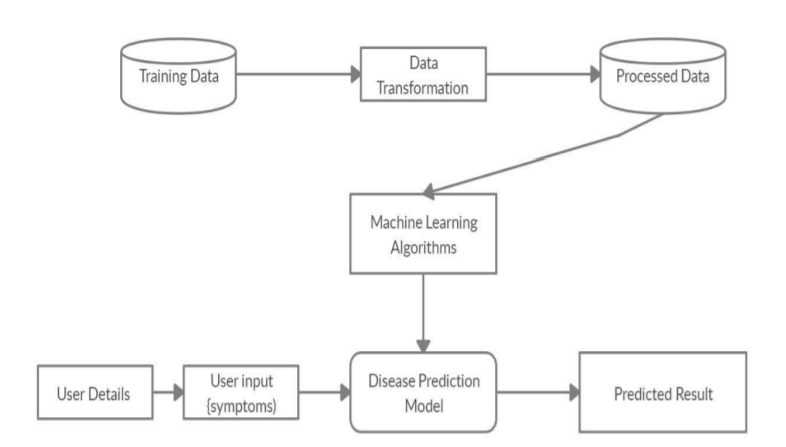 Training Data
Data
Transformation
Processed Data
Machine Learning
Algorithms
User Details
User input
{symptoms)
Disease Prediction
Model
Predicted Result